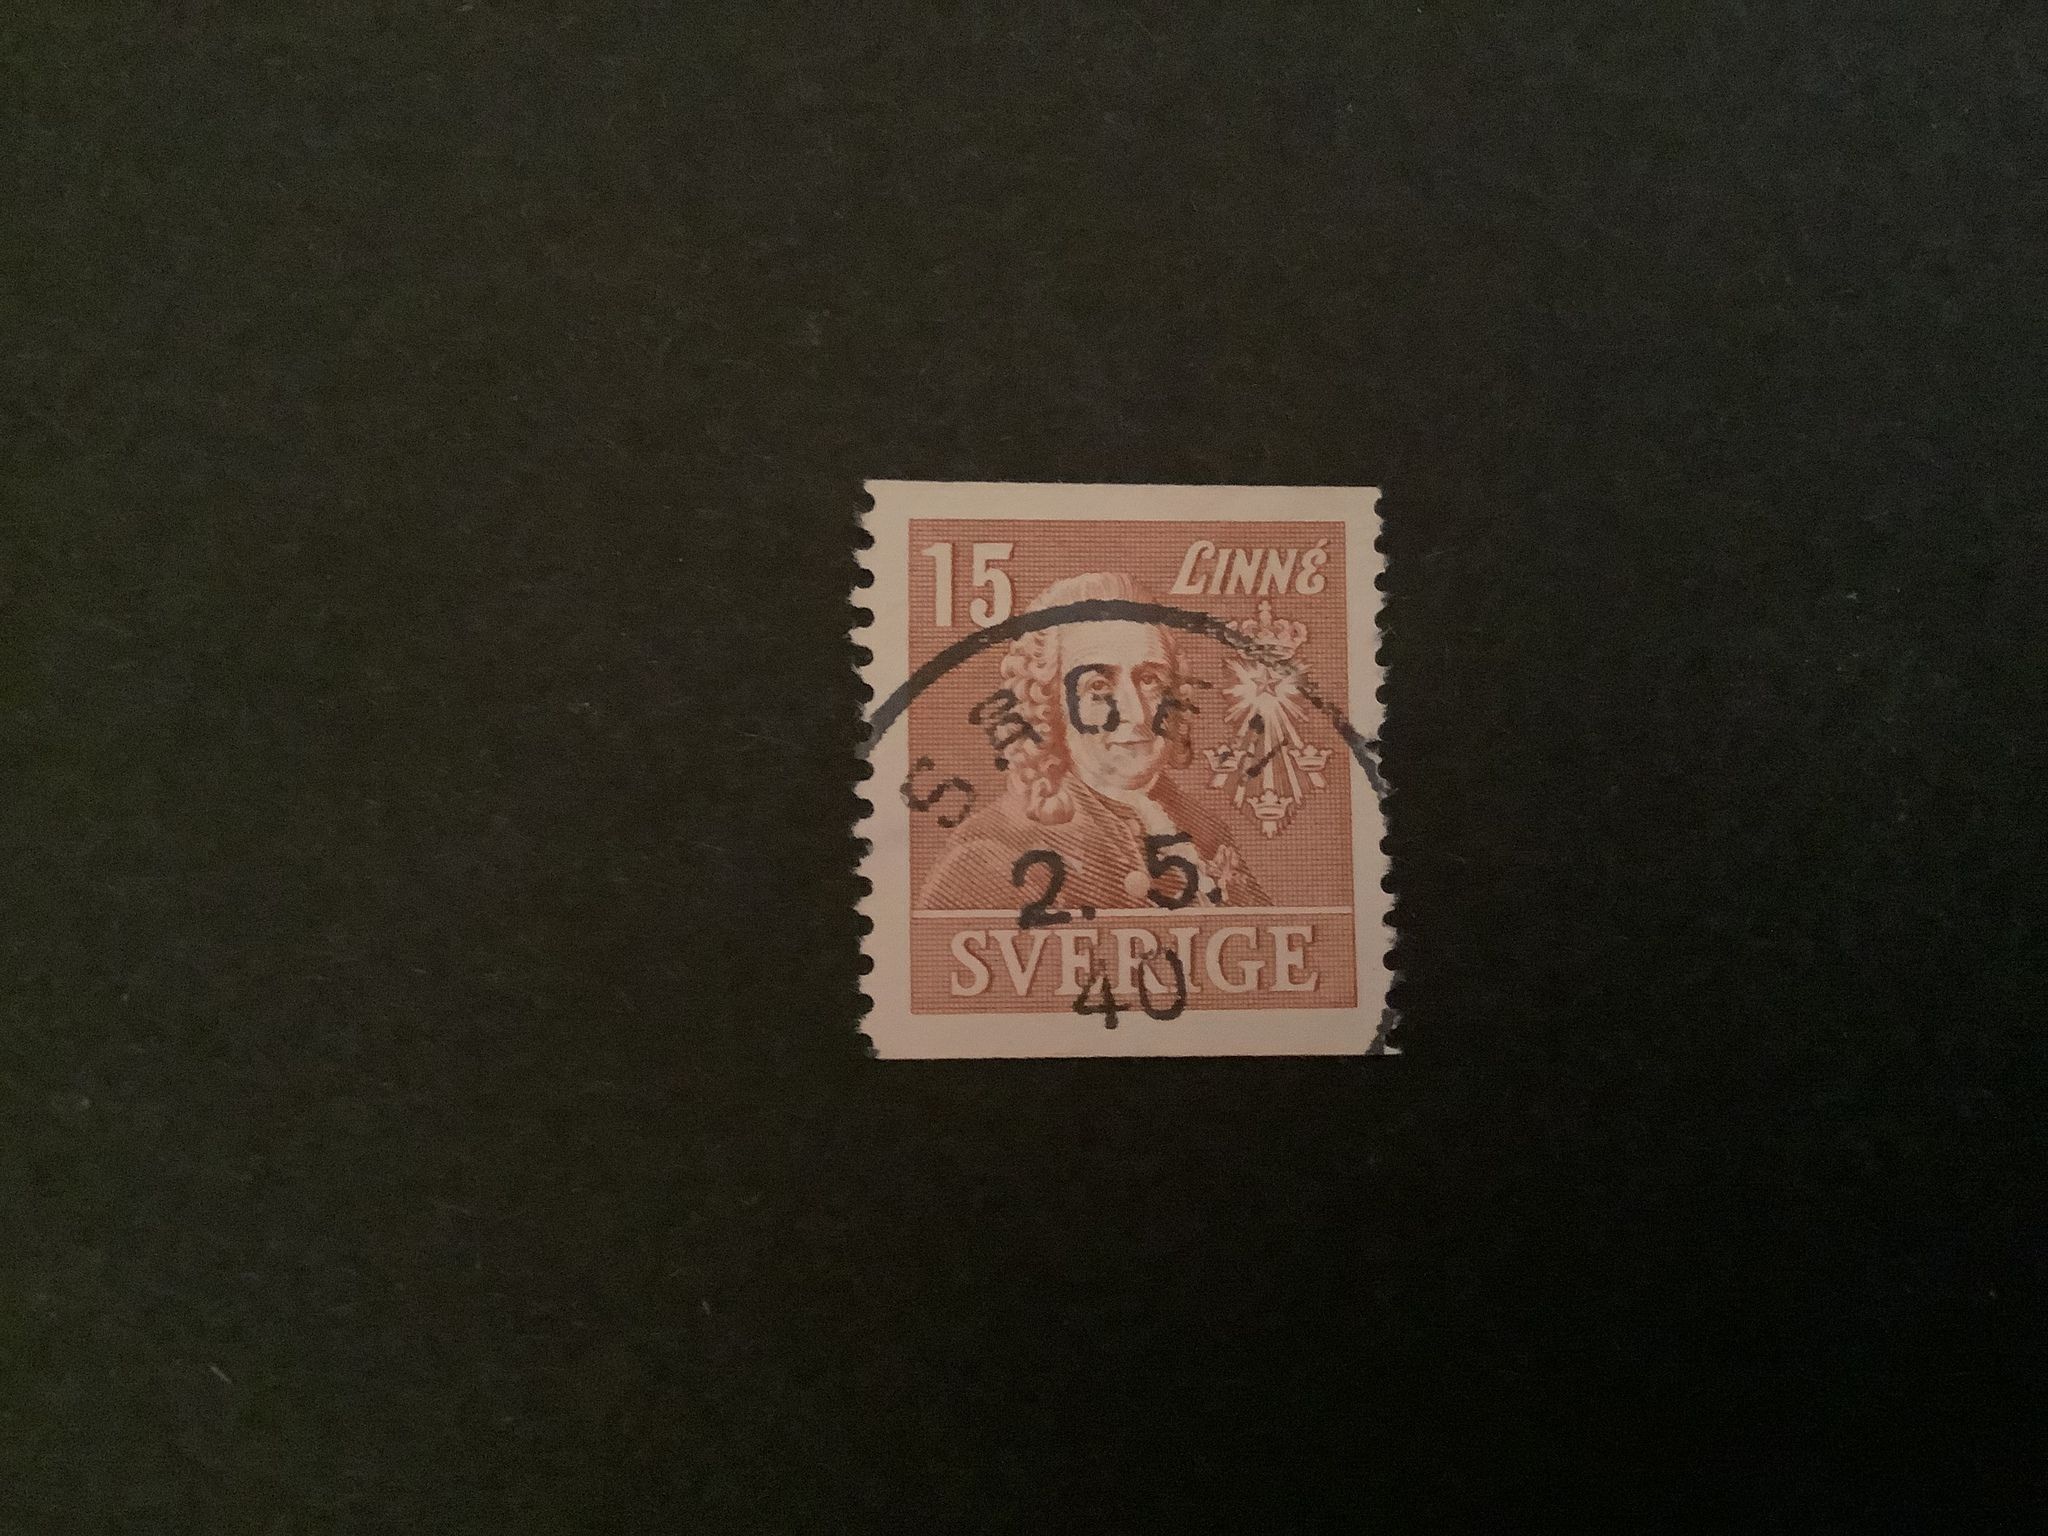 15 LINNÉ
2. 5.
SVERIGE
40